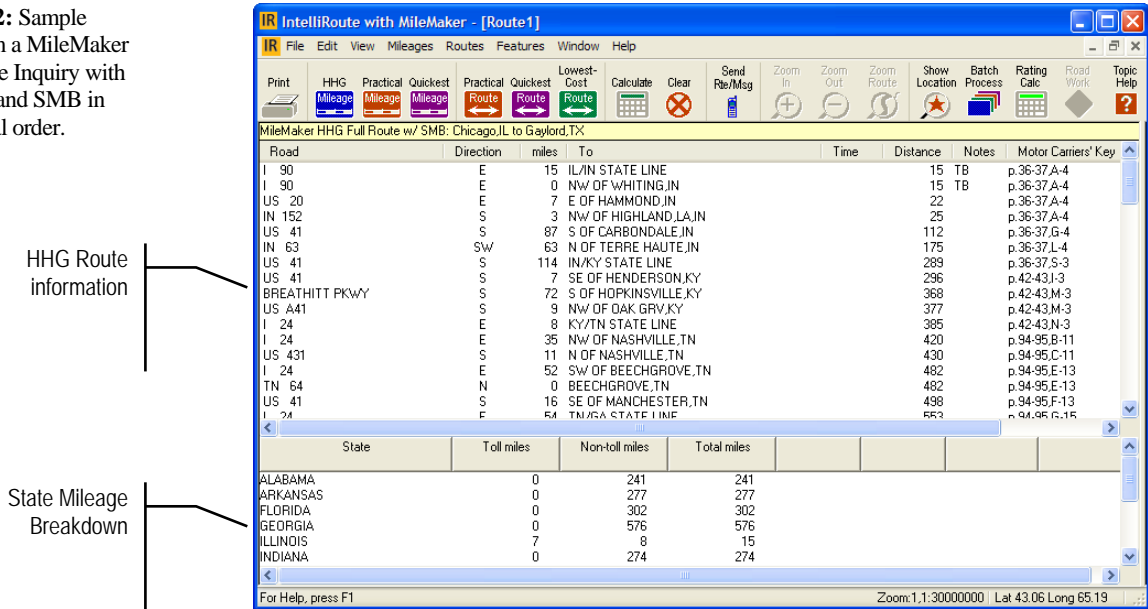 2: Sample
n a MileMaker
e Inquiry with
and SMB in
l order.
HHG Route
information
State Mileage
Breakdown
IR IntelliRoute with MileMaker - [Route1]
IR File Edit View Mileages Routes Features Window Help
Print HHG Mileage Practical Mileage Quickest Mileage Practical Route Quickest Route Lowest-Cost Route Calculate Clear Send Rte/Msg Zoom In Zoom Out Zoom Route Show Location Batch Process Rating Calc Road Work Topic Help
MileMaker HHG Full Route w/ SMB: Chicago,IL to Gaylord,TX
Road Direction miles To Time Distance Notes Motor Carriers' Key
I 90 E 15 IL/IN STATE LINE 15 TB p.36-37,A-4
I 90 E 0 NW OF WHITING,IN 15 TB p.36-37,A-4
US 20 E 7 E OF HAMMOND,IN 22 p.36-37,A-4
IN 152 S 3 NW OF HIGHLAND,LA,IN 25 p.36-37,A-4
US 41 S 87 S OF CARBONDALE,IN 112 p.36-37,G-4
IN 63 SW 63 N OF TERRE HAUTE,IN 175 p.36-37,L-4
US 41 S 114 IN/KY STATE LINE 289 p.36-37,S-3
US 41 S 7 SE OF HENDERSON,KY 296 p.42-43,I-3
BREATHITT PKWY S 72 S OF HOPKINSVILLE,KY 368 p.42-43,M-3
US A41 S 9 NW OF OAK GRV,KY 377 p.42-43,M-3
I 24 E 8 KY/TN STATE LINE 385 p.42-43,N-3
I 24 E 35 NW OF NASHVILLE,TN 420 p.94-95,B-11
US 431 S 11 N OF NASHVILLE,TN 430 p.94-95,C-11
I 24 E 52 SW OF BEECHGROVE,TN 482 p.94-95,E-13
TN 64 N 0 BEECHGROVE,TN 482 p.94-95,E-13
US 41 S 16 SE OF MANCHESTER,TN 498 p.94-95,F-13
I 24 E 54 TN/GA STATE LINE 553 p.94-95,G-15
State Toll miles Non-toll miles Total miles
ALABAMA 0 241 241
ARKANSAS 0 277 277
FLORIDA 0 302 302
GEORGIA 0 576 576
ILLINOIS 7 8 15
INDIANA 0 274 274
For Help, press F1 Zoom:1,1:30000000 Lat 43.06 Long 65.19